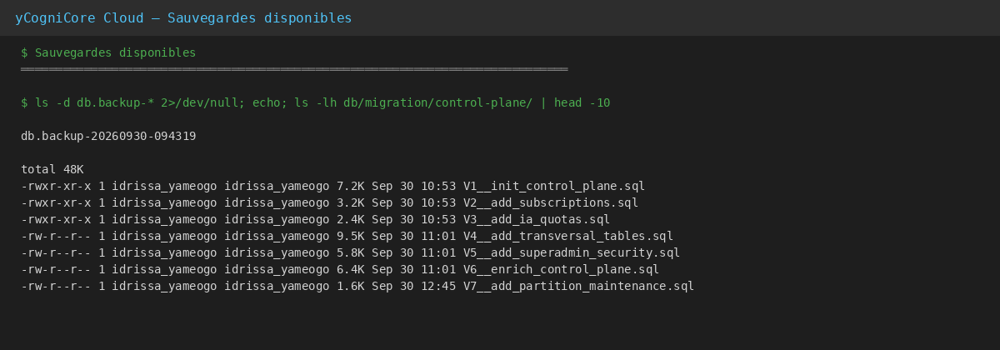 yCogniCore Cloud — Sauvegardes disponibles
$ Sauvegardes disponibles
══════════════════════════════════════════════════════════════════════════════
$ ls -d db.backup-* 2>/dev/null; echo; ls -lh db/migration/control-plane/ | head -10
db.backup-20260930-094319
total 48K
-rwxr-xr-x 1 idrissa_yameogo idrissa_yameogo 7.2K Sep 30 10:53 V1__init_control_plane.sql
-rwxr-xr-x 1 idrissa_yameogo idrissa_yameogo 3.2K Sep 30 10:53 V2__add_subscriptions.sql
-rwxr-xr-x 1 idrissa_yameogo idrissa_yameogo 2.4K Sep 30 10:53 V3__add_ia_quotas.sql
-rw-r--r-- 1 idrissa_yameogo idrissa_yameogo 9.5K Sep 30 11:01 V4__add_transversal_tables.sql
-rw-r--r-- 1 idrissa_yameogo idrissa_yameogo 5.8K Sep 30 11:01 V5__add_superadmin_security.sql
-rw-r--r-- 1 idrissa_yameogo idrissa_yameogo 6.4K Sep 30 11:01 V6__enrich_control_plane.sql
-rw-r--r-- 1 idrissa_yameogo idrissa_yameogo 1.6K Sep 30 12:45 V7__add_partition_maintenance.sql